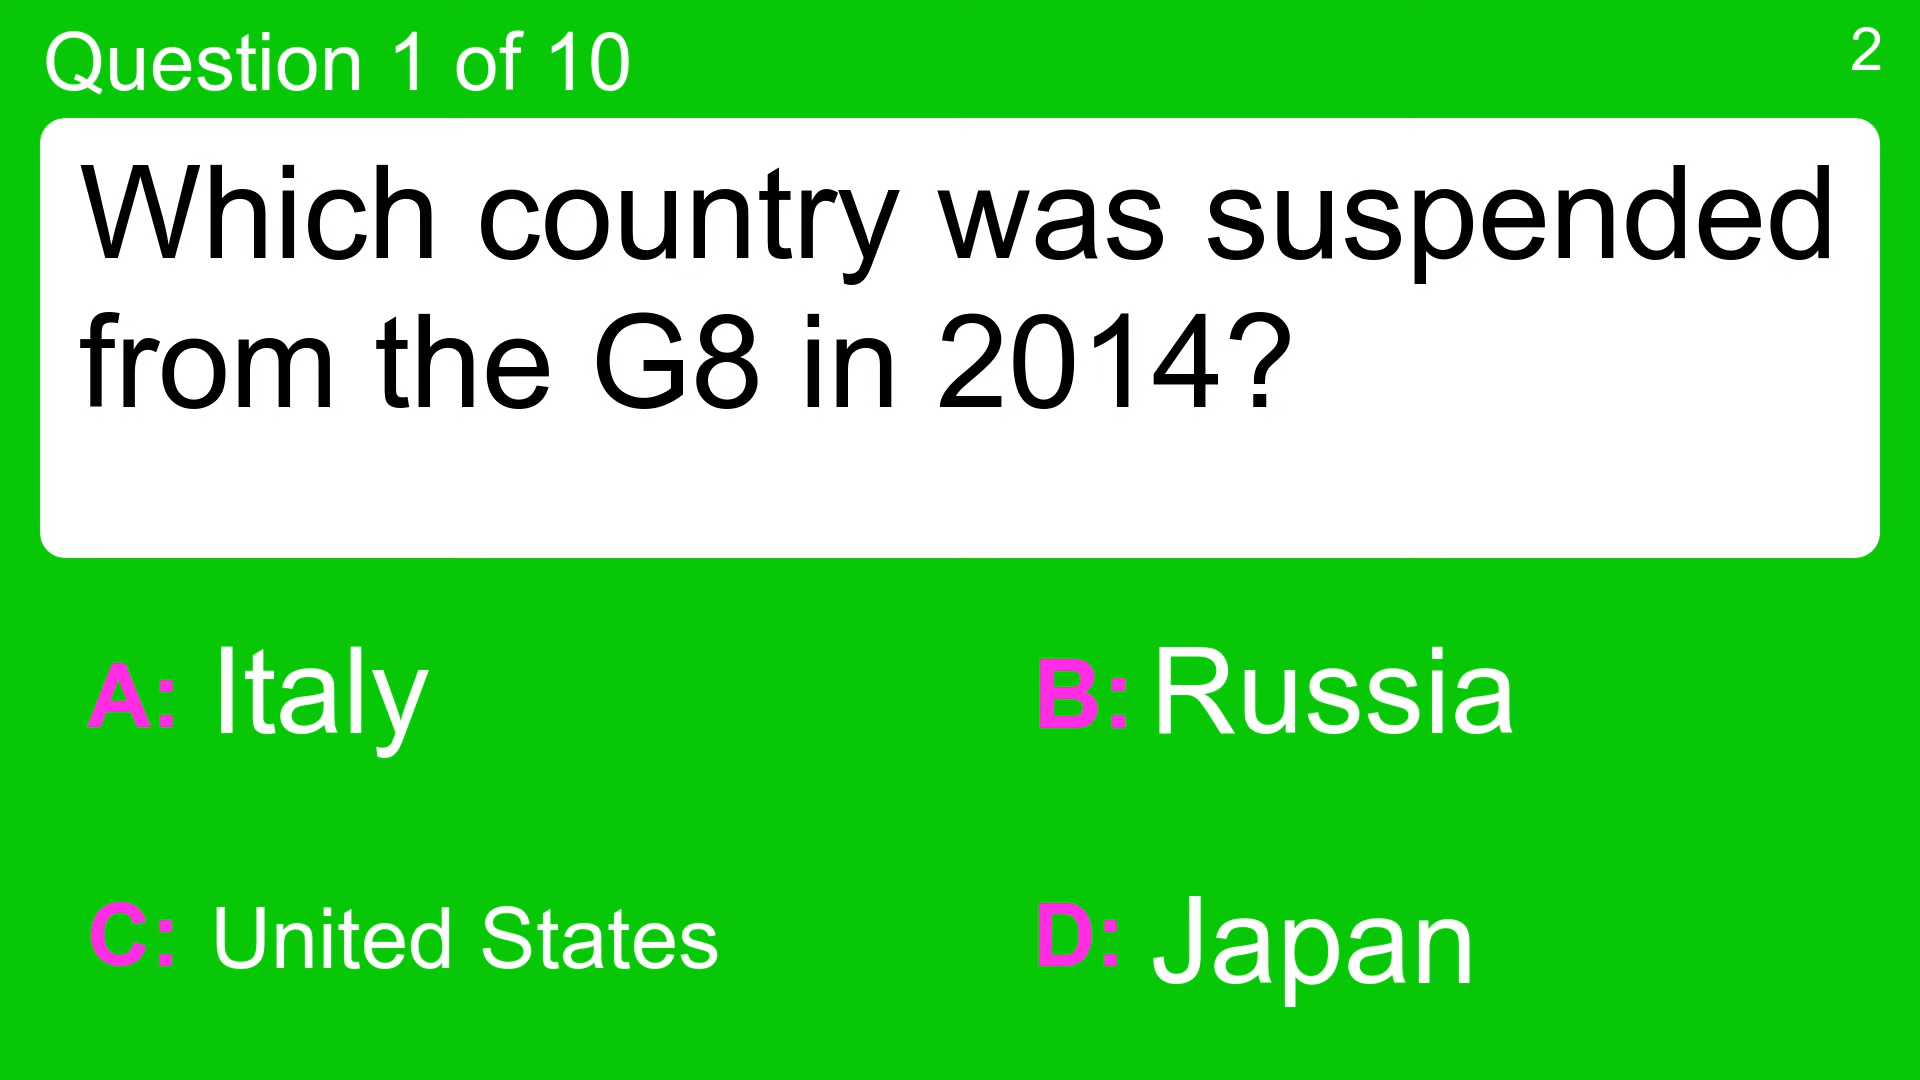 Question 1 of 10
2
Which country was suspended
from the G8 in 2014?
A: Italy
B: Russia
C: United States
D: Japan